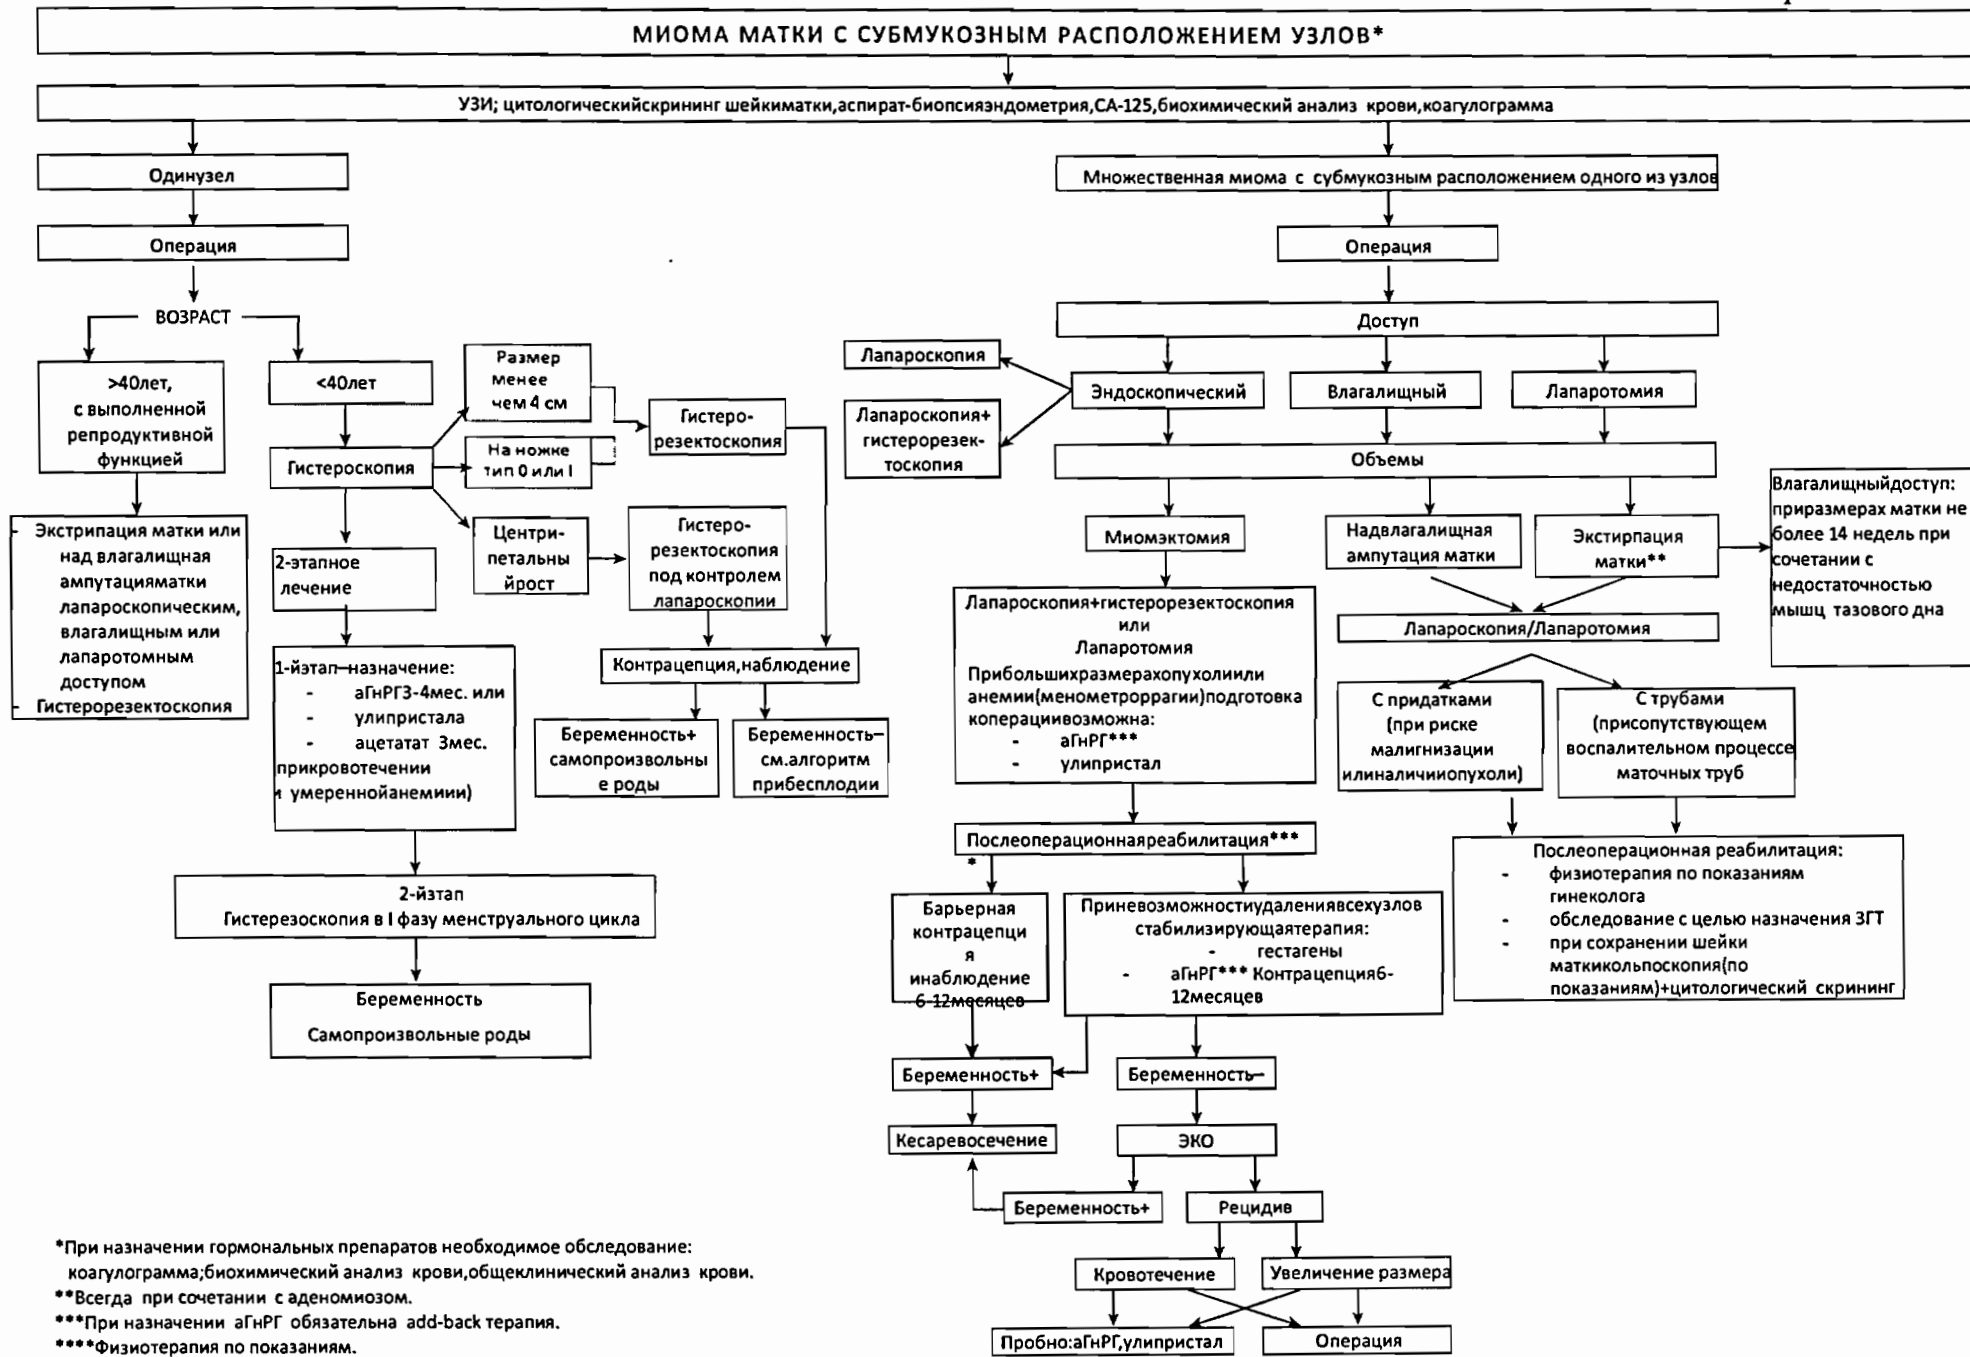 МИОМА МАТКИ С СУБМУКОЗНЫМ РАСПОЛОЖЕНИЕМ УЗЛОВ*
УЗИ; цитологическийскрининг шейкиматки,аспират-биопсияэндометрия,СА-125,биохимический анализ крови,коагулограмма
Одинузел
Операция
ВОЗРАСТ
>40лет,
с выполненной
репродуктивной
функцией
- Экстрипация матки или
над влагалищная
ампутацияматки
лапароскопическим,
влагалищным или
лапаротомным
доступом
- Гистерорезектоскопия
<40лет
Гистероскопия
Размер
менее
чем 4 см
На ножке
тип 0 или I
Гистеро-
резектоскопия
Центри-
петальны
йрост
Гистеро-
резектоскопия
под контролем
лапароскопии
2-этапное
лечение
1-йэтап—назначение:
- аГнРГ3-4мес. или
- улипристала
- ацетатат 3мес.
прикровотечении
и умереннойанемиии)
Контрацепция,наблюдение
Беременность+
самопроизвольны
е роды
Беременность—
см.алгоритм
прибесплодии
2-йэтап
Гистерезоскопия в I фазу менструального цикла
Беременность
Самопроизвольные роды
Множественная миома с субмукозным расположением одного из узлов
Операция
Доступ
Лапароскопия
Лапароскопия+
гистерорезек-
тоскопия
Эндоскопический
Влагалищный
Лапаротомия
Объемы
Миомэктомия
Надвлагалищная
ампутация матки
Экстирпация
матки**
Влагалищныйдоступ:
приразмерах матки не
более 14 недель при
сочетании с
недостаточностью
мышц тазового дна
Лапароскопия+гистерорезектоскопия
или
Лапаротомия
Прибольшихразмерахопухолиили
анемии(менометроррагии)подготовка
коперациивозможна:
- аГнРГ***
- улипристал
Лапароскопия/Лапаротомия
С придатками
(при риске
малигнизации
илиналичииопухоли)
С трубами
(присопутствующем
воспалительном процессе
маточных труб
Послеоперационнаяреабилитация***
*
Послеоперационная реабилитация:
- физиотерапия по показаниям
гинеколога
- обследование с целью назначения ЗГТ
- при сохранении шейки
маткикольпоскопия(по
показаниям)+цитологический скрининг
Барьерная
контрацепци
я
инаблюдение
6-12месяцев
Приневозможностиудалениявсехузлов
стабилизирующаятерапия:
- гестагены
- аГнРГ*** Контрацепция6-
12месяцев
Беременность+
Беременность—
Кесаревосечение
ЭКО
Беременность+
Рецидив
Кровотечение
Увеличение размера
Пробно:аГнРГ,улипристал
Операция
*При назначении гормональных препаратов необходимое обследование:
коагулограмма;биохимический анализ крови,общеклинический анализ крови.
**Всегда при сочетании с аденомиозом.
***При назначении аГнРГ обязательна add-back терапия.
****Физиотерапия по показаниям.